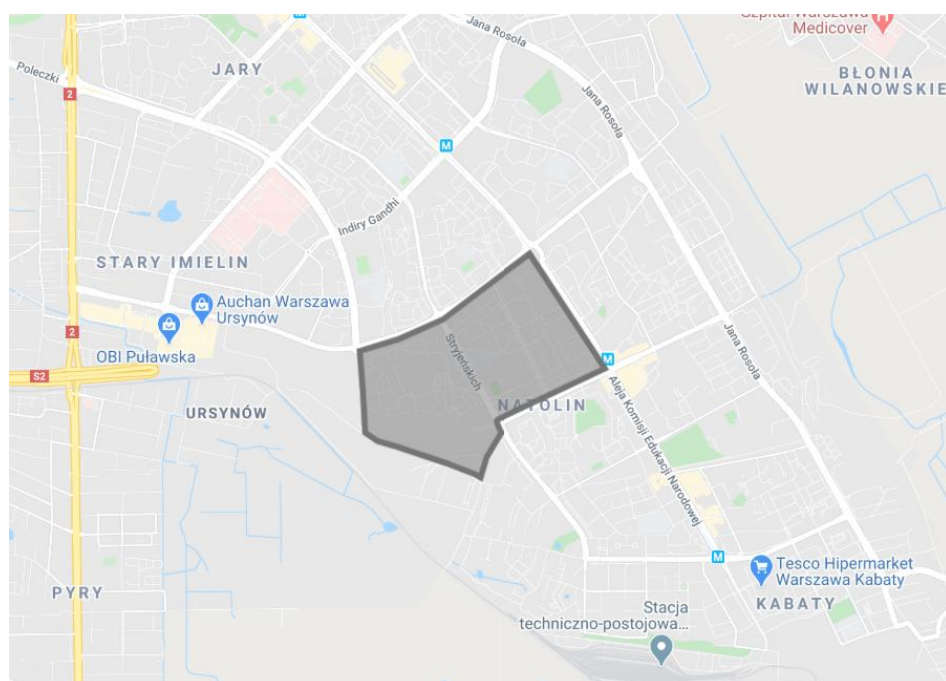 Szpital Warszawa
Medicover
Jana Rosoła
JARY
Poleczki
2
BŁONIA
WILANOWSKIE
Jana Rosoła
M
Indiry Gandhi
STARY IMIELIN
Auchan Warszawa
Ursynów
2
OBI Puławska
S2
Stryjeńskich
M
Jana Rosoła
NATOLIN
URSYNÓW
Aleja Komisji Edukacji Narodowej
M
Tesco Hipermarket
Warszawa Kabaty
PYRY
KABATY
Stacja
techniczno-postojowa...
2